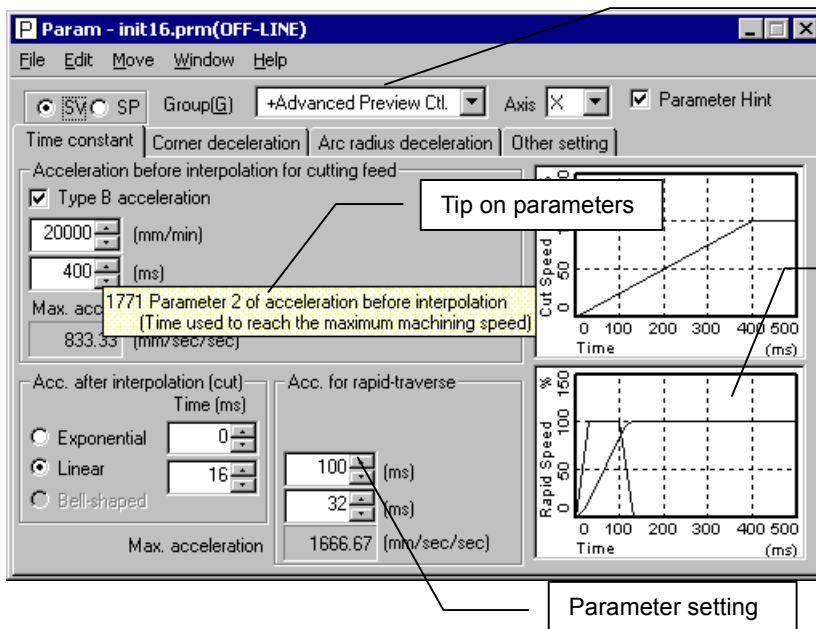 Param - init16.prm(OFF-LINE)
File Edit Move Window Help
SV SP Group(G) +Advanced Preview Ctl. Axis X Parameter Hint
Time constant Corner deceleration Arc radius deceleration Other setting
Acceleration before interpolation for cutting feed
Type B acceleration
Tip on parameters
20000 (mm/min)
400 (ms)
1771 Parameter 2 of acceleration before interpolation
(Time used to reach the maximum machining speed)
Max. acc
833.33 (mm/sec/sec)
Cut Speed
50
0
0 100 200 300 400 500
Time (ms)
Acc. after interpolation (cut)
Time (ms)
Exponential 0
Linear 16
Bell-shaped
Acc. for rapid-traverse
100 (ms)
32 (ms)
Max. acceleration 1666.67 (mm/sec/sec)
Rapid Speed %
150
100
50
0
0 100 200 300 400 500
Time (ms)
Parameter setting